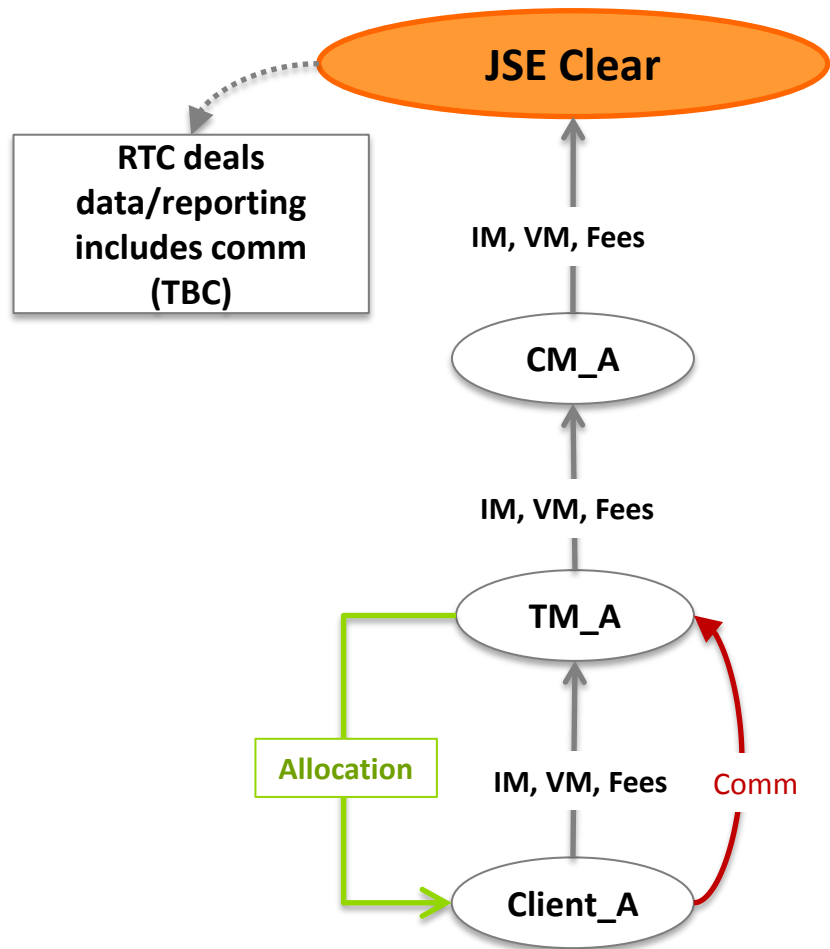 JSE Clear
RTC deals
data/reporting
includes comm
(TBC)
IM, VM, Fees
CM_A
IM, VM, Fees
TM_A
Allocation
IM, VM, Fees
Comm
Client_A